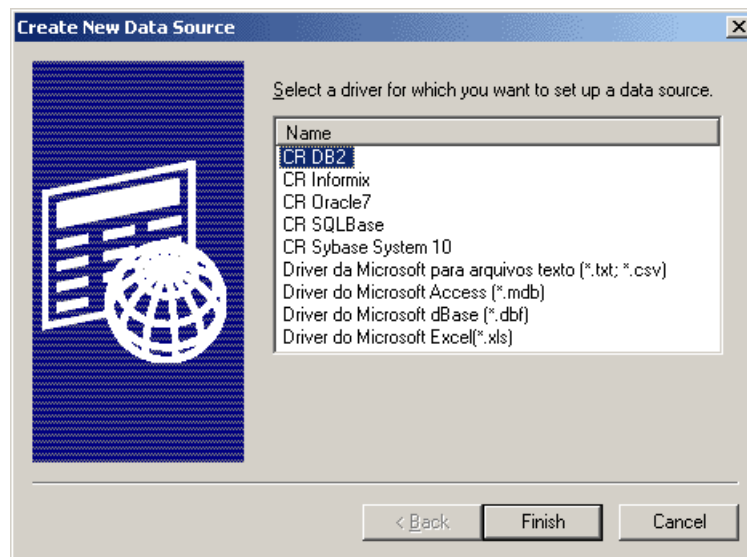 Create New Data Source
Select a driver for which you want to set up a data source.
Name
CR DB2
CR Informix
CR Oracle7
CR SQLBase
CR Sybase System 10
Driver da Microsoft para arquivos texto (*.txt; *.csv)
Driver do Microsoft Access (*.mdb)
Driver do Microsoft dBase (*.dbf)
Driver do Microsoft Excel(*.xls)
< Back Finish Cancel